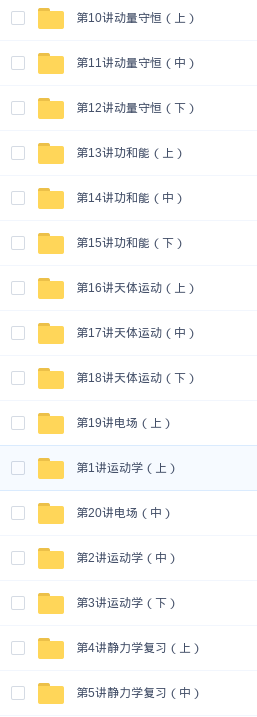 第10讲动量守恒（上）
第11讲动量守恒（中）
第12讲动量守恒（下）
第13讲功和能（上）
第14讲功和能（中）
第15讲功和能（下）
第16讲天体运动（上）
第17讲天体运动（中）
第18讲天体运动（下）
第19讲电场（上）
第1讲运动学（上）
第20讲电场（中）
第2讲运动学（中）
第3讲运动学（下）
第4讲静力学复习（上）
第5讲静力学复习（中）